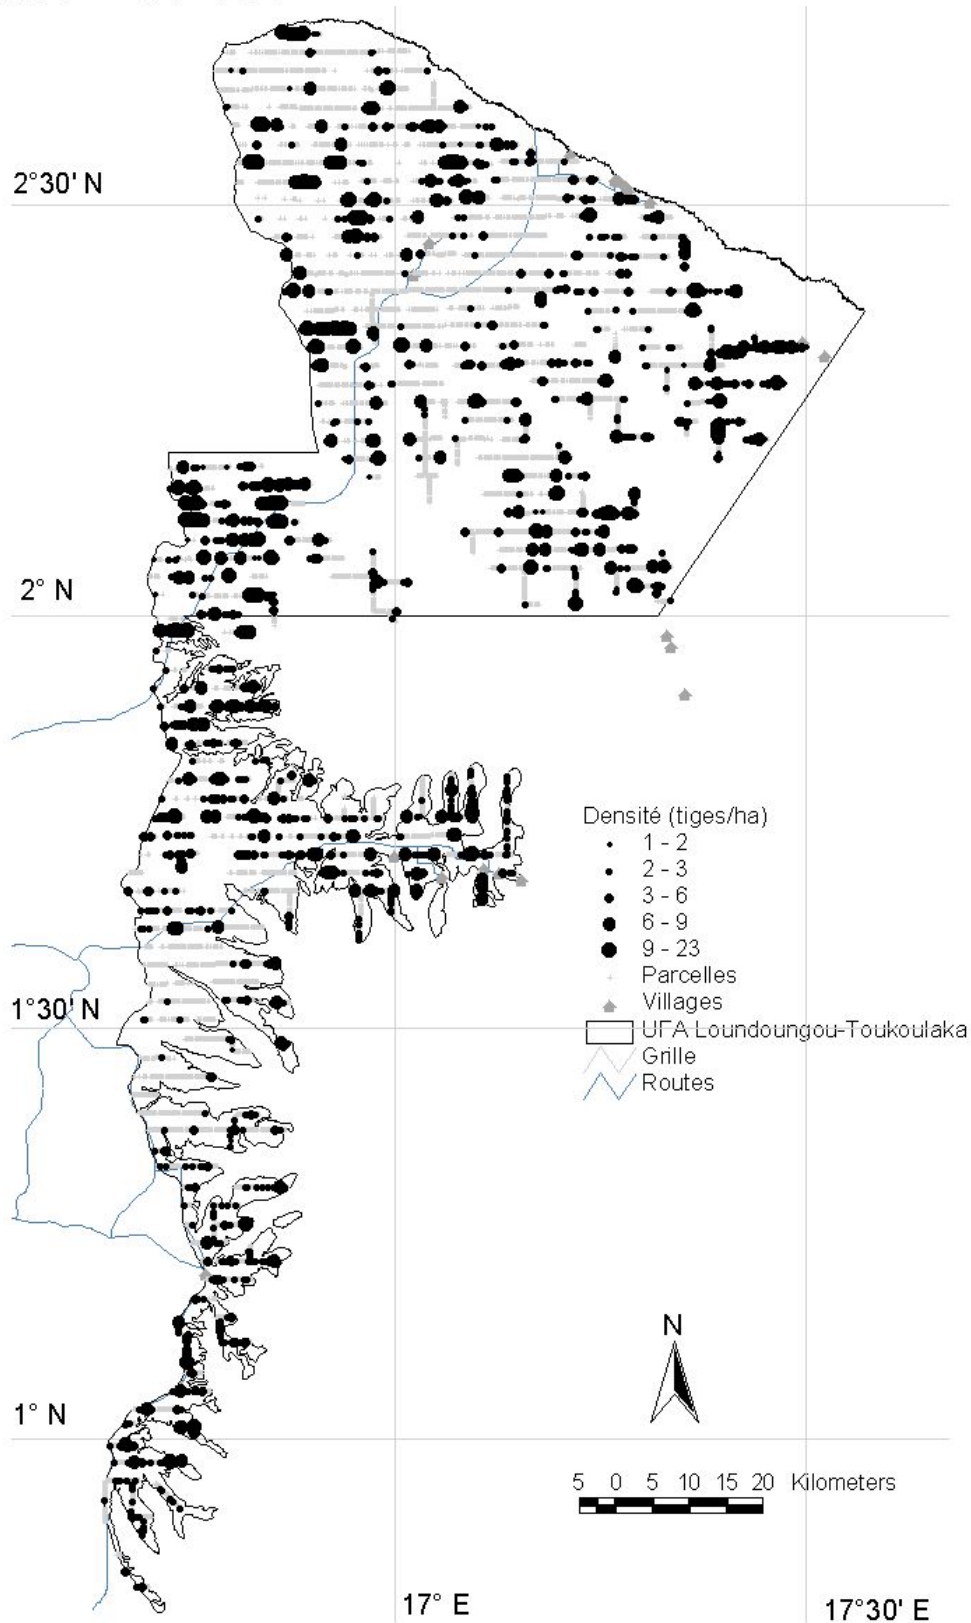 2°30' N
2° N
Densité (tiges/ha)
1 - 2
2 - 3
3 - 6
6 - 9
9 - 23
Parcelles
Villages
UFA Loundoungou-Toukoulaka
Grille
Routes
1°30' N
N
1° N
5 0 5 10 15 20 Kilometers
17° E
17°30' E